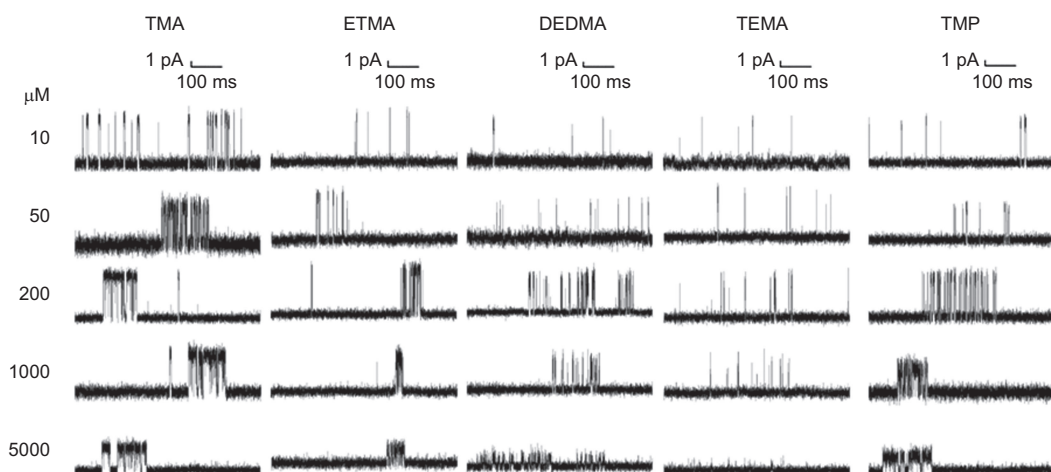 TMA ETMA DEDMA TEMA TMP
1 pA 1 pA 1 pA 1 pA 1 pA
100 ms 100 ms 100 ms 100 ms 100 ms
μM
10
50
200
1000
5000